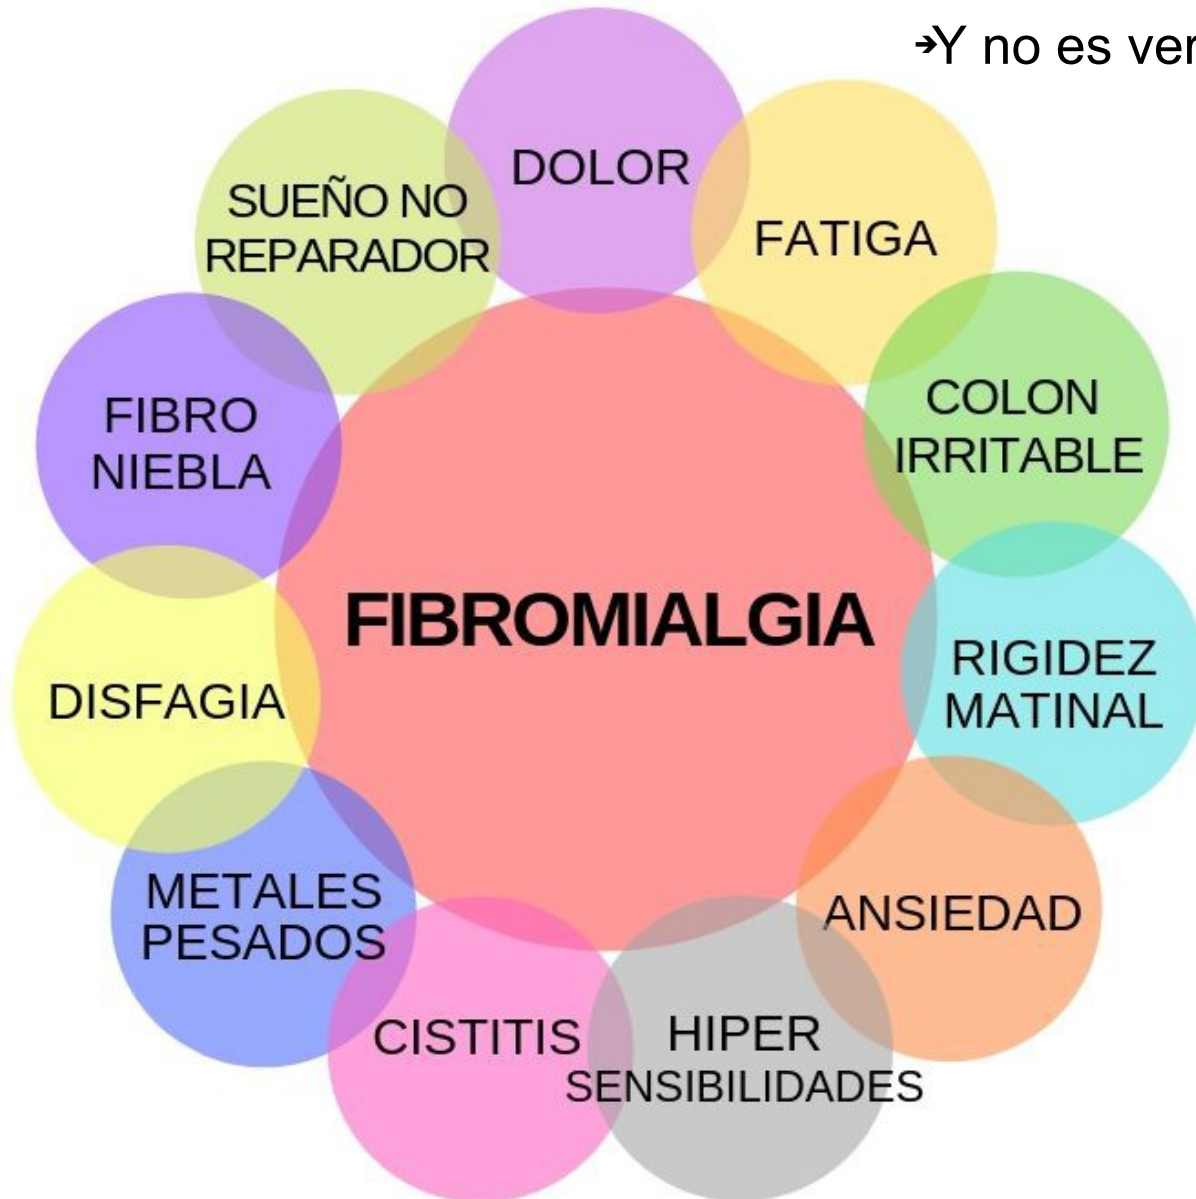 →Y no es ver
DOLOR
FATIGA
COLON
IRRITABLE
RIGIDEZ
MATINAL
ANSIEDAD
HIPER
SENSIBILIDADES
CISTITIS
METALES
PESADOS
DISFAGIA
FIBRO
NIEBLA
SUEÑO NO
REPARADOR
FIBROMIALGIA